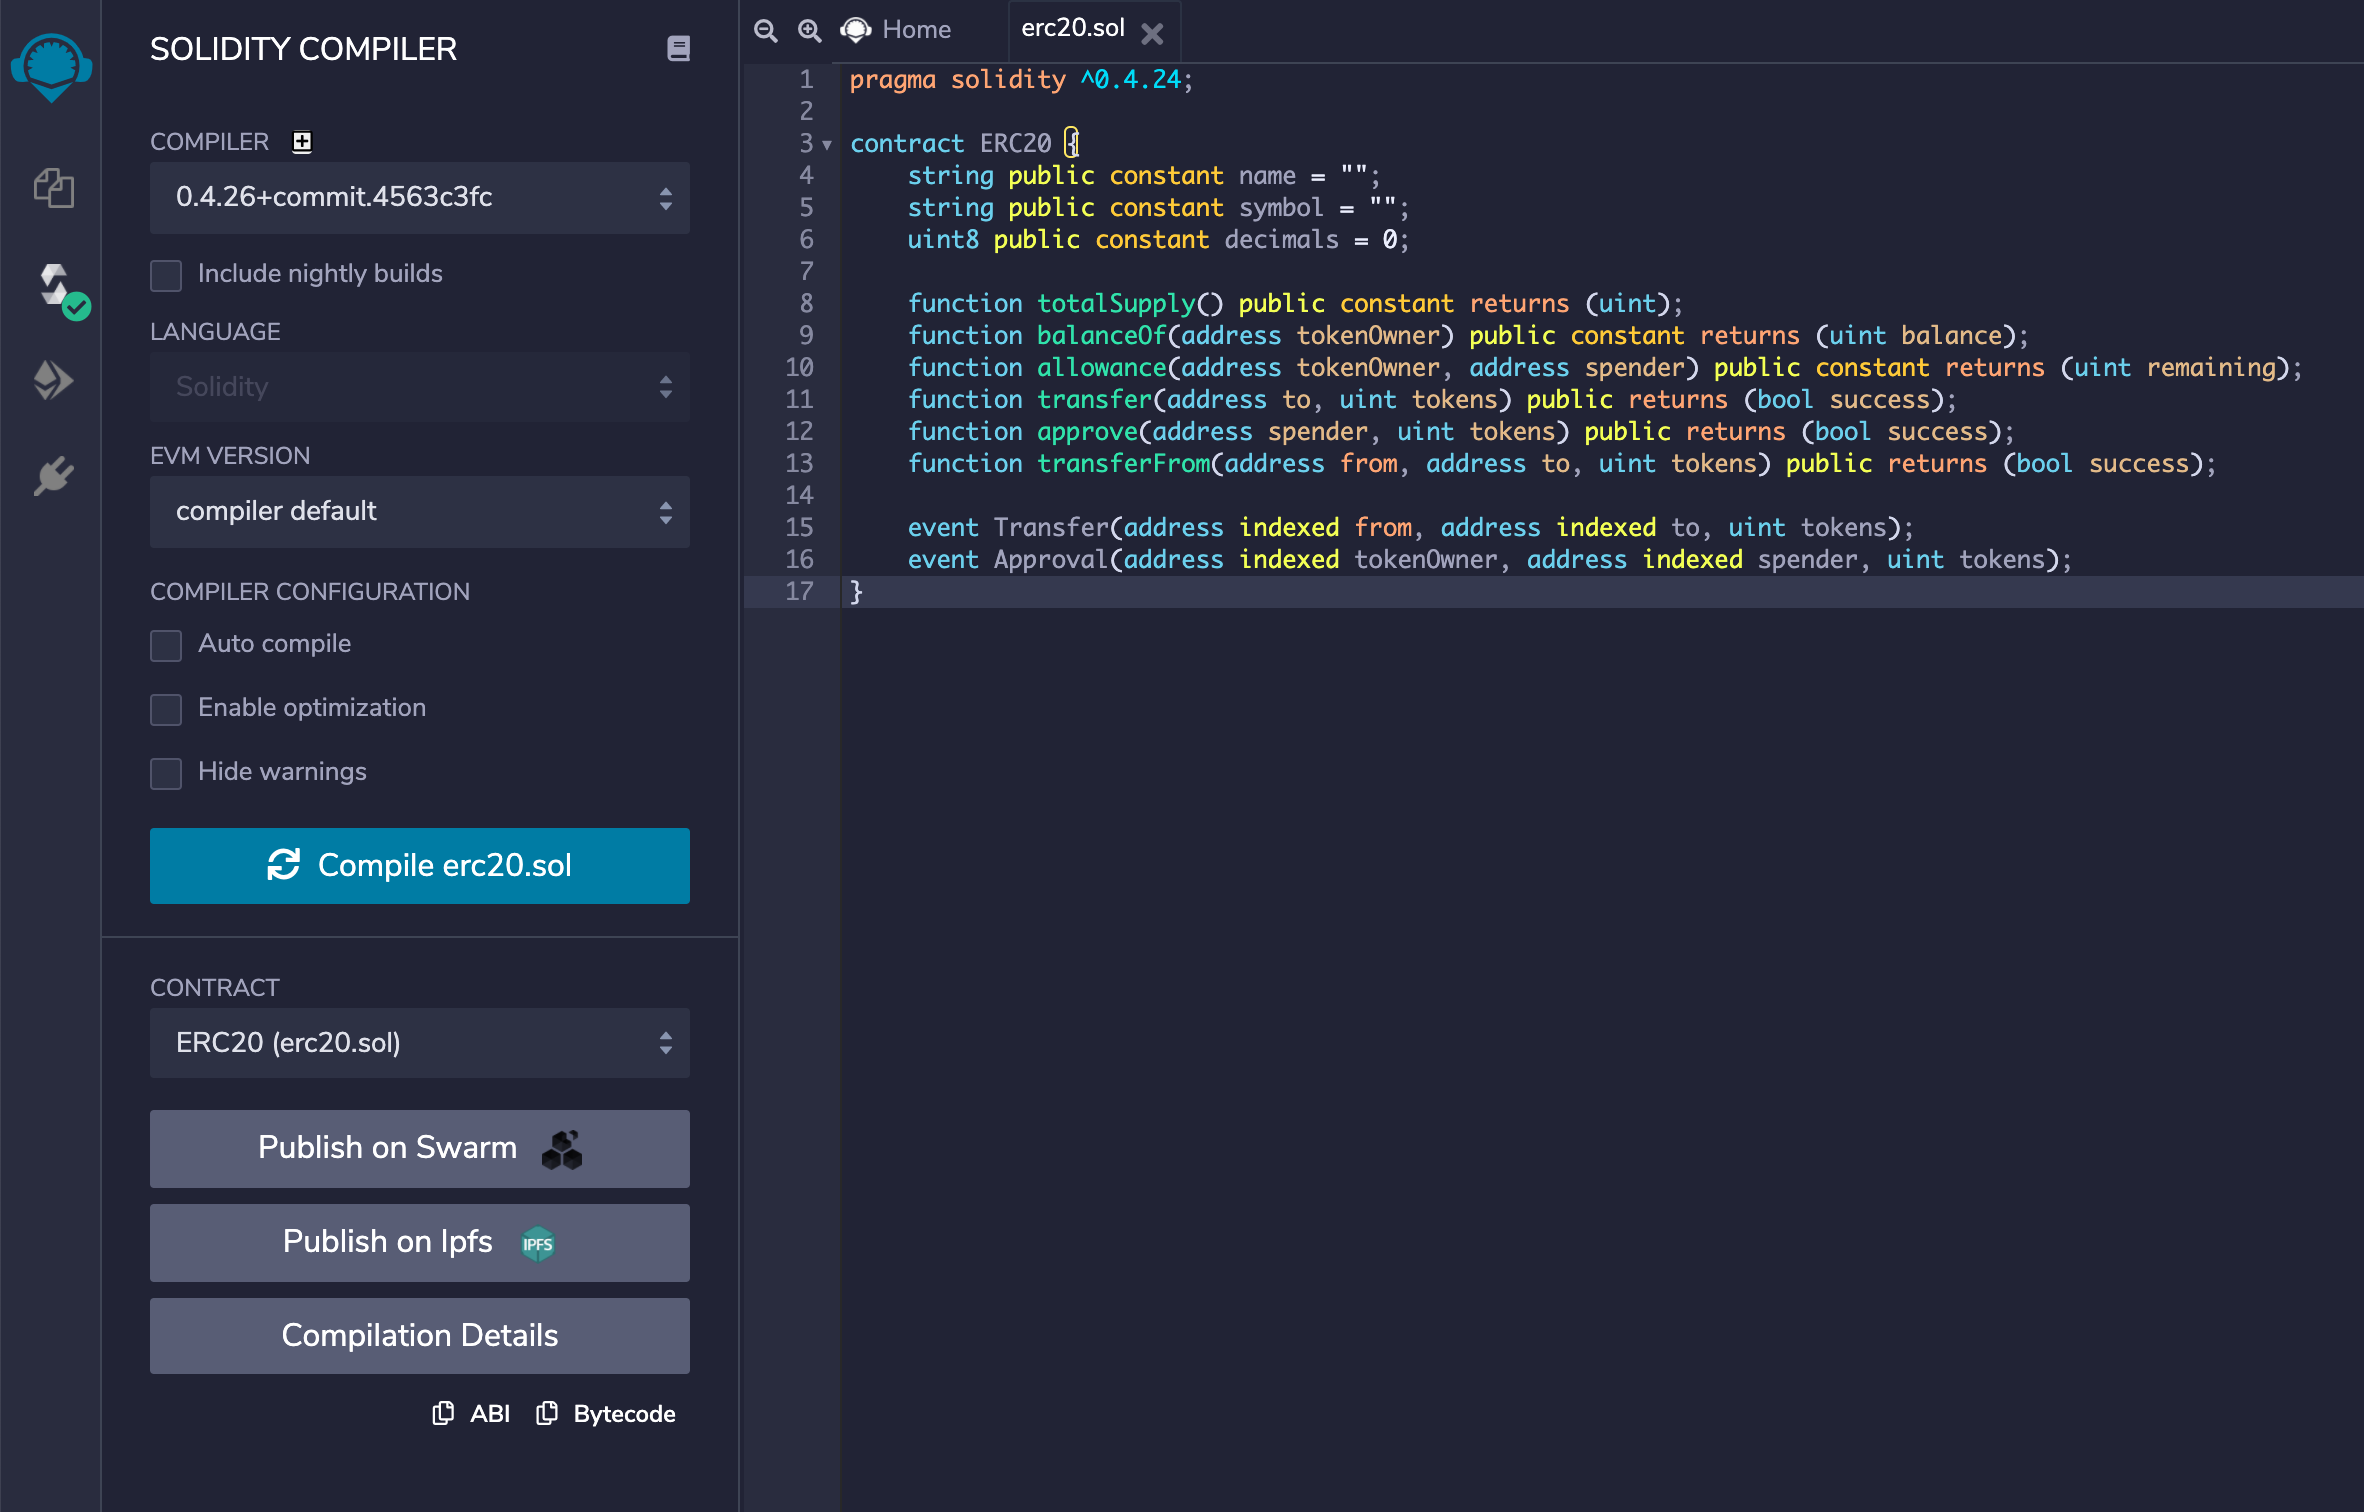 SOLIDITY COMPILER
COMPILER
0.4.26+commit.4563c3fc
Include nightly builds
LANGUAGE
Solidity
EVM VERSION
compiler default
COMPILER CONFIGURATION
Auto compile
Enable optimization
Hide warnings
Compile erc20.sol
CONTRACT
ERC20 (erc20.sol)
Publish on Swarm
Publish on Ipfs IPFS
Compilation Details
ABI Bytecode
Home erc20.sol
1 pragma solidity ^0.4.24;
2
3 contract ERC20 {
4 string public constant name = "";
5 string public constant symbol = "";
6 uint8 public constant decimals = 0;
7
8 function totalSupply() public constant returns (uint);
9 function balanceOf(address tokenOwner) public constant returns (uint balance);
10 function allowance(address tokenOwner, address spender) public constant returns (uint remaining);
11 function transfer(address to, uint tokens) public returns (bool success);
12 function approve(address spender, uint tokens) public returns (bool success);
13 function transferFrom(address from, address to, uint tokens) public returns (bool success);
14
15 event Transfer(address indexed from, address indexed to, uint tokens);
16 event Approval(address indexed tokenOwner, address indexed spender, uint tokens);
17 }